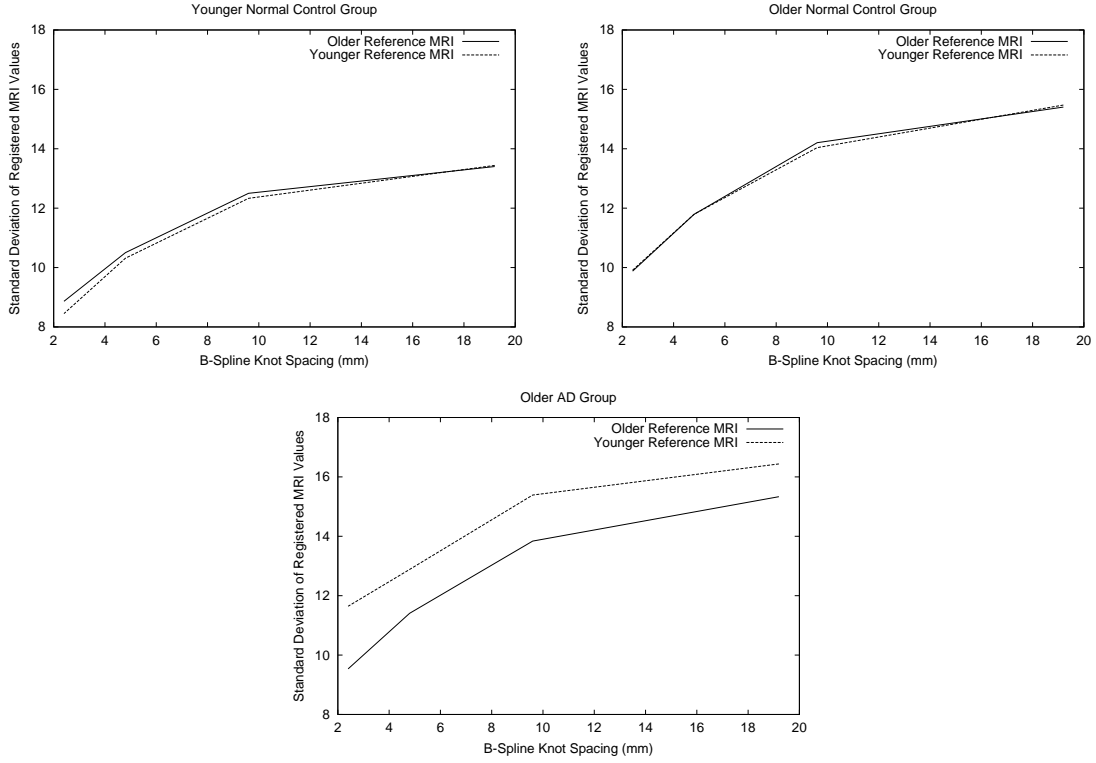 Younger Normal Control Group
Older Reference MRI
Younger Reference MRI
Standard Deviation of Registered MRI Values
18
16
14
12
10
8
2 4 6 8 10 12 14 16 18 20
B-Spline Knot Spacing (mm)
Older Normal Control Group
Older Reference MRI
Younger Reference MRI
Standard Deviation of Registered MRI Values
18
16
14
12
10
8
2 4 6 8 10 12 14 16 18 20
B-Spline Knot Spacing (mm)
Older AD Group
Older Reference MRI
Younger Reference MRI
Standard Deviation of Registered MRI Values
18
16
14
12
10
8
2 4 6 8 10 12 14 16 18 20
B-Spline Knot Spacing (mm)